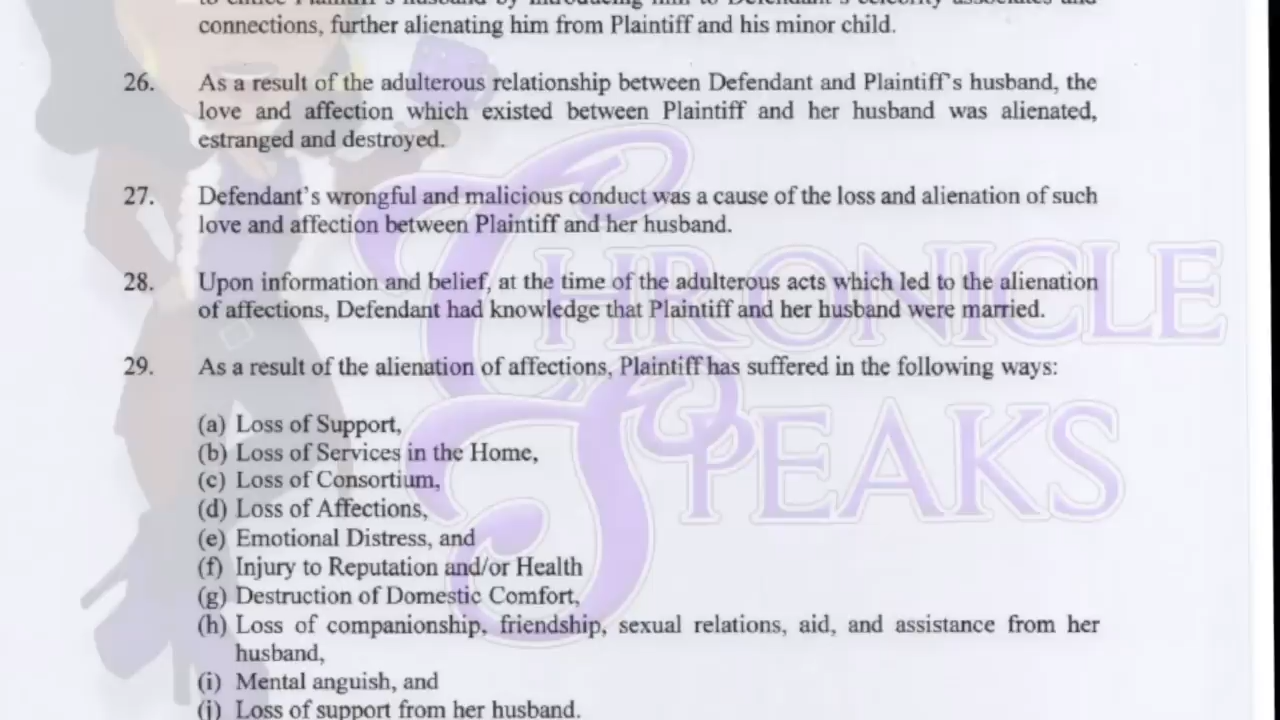 connections, further alienating him from Plaintiff and his minor child.
26. As a result of the adulterous relationship between Defendant and Plaintiff's husband, the
love and affection which existed between Plaintiff and her husband was alienated,
estranged and destroyed.
27. Defendant's wrongful and malicious conduct was a cause of the loss and alienation of such
love and affection between Plaintiff and her husband.
28. Upon information and belief, at the time of the adulterous acts which led to the alienation
of affections, Defendant had knowledge that Plaintiff and her husband were married.
29. As a result of the alienation of affections, Plaintiff has suffered in the following ways:
(a) Loss of Support,
(b) Loss of Services in the Home,
(c) Loss of Consortium,
(d) Loss of Affections,
(e) Emotional Distress, and
(f) Injury to Reputation and/or Health
(g) Destruction of Domestic Comfort,
(h) Loss of companionship, friendship, sexual relations, aid, and assistance from her
husband,
(i) Mental anguish, and
(j) Loss of support from her husband.
CHRONICLE
SPEAKS